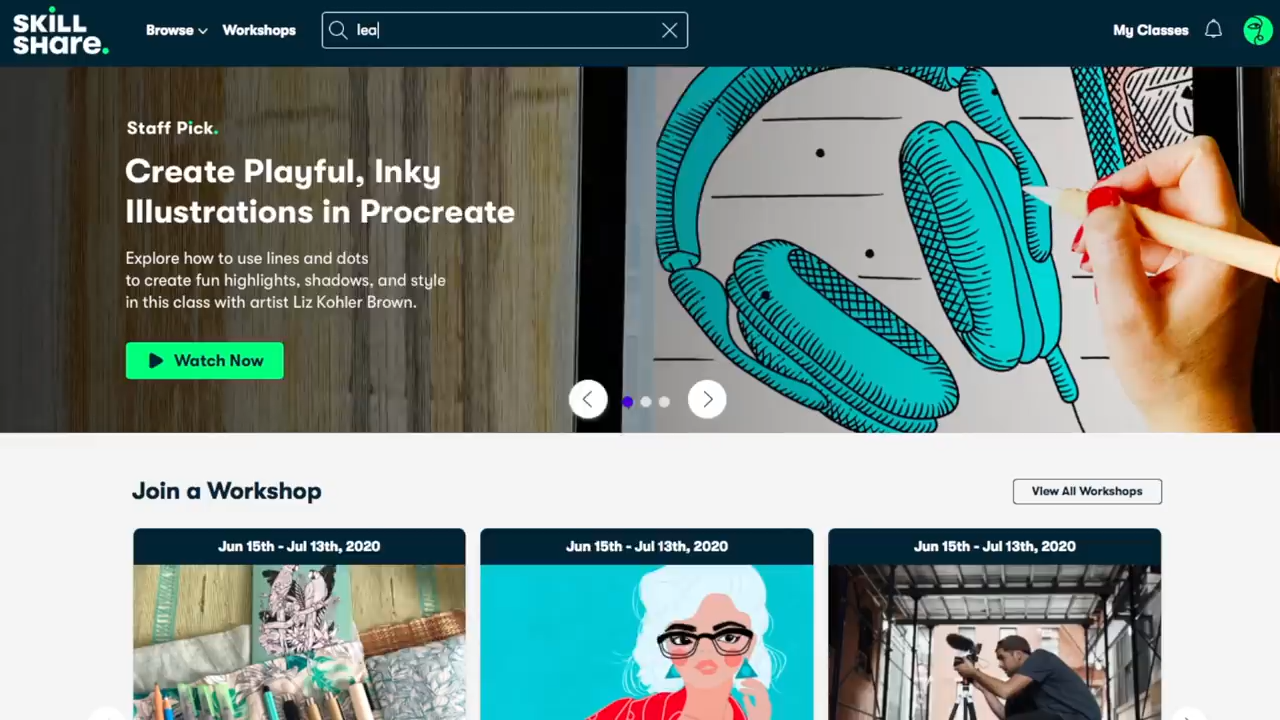 SKiLL
SHare.
Browse
Workshops
lea
My Classes
Staff Pick.
Create Playful, Inky
Illustrations in Procreate
Explore how to use lines and dots
to create fun highlights, shadows, and style
in this class with artist Liz Kohler Brown.
Watch Now
Join a Workshop
View All Workshops
Jun 15th - Jul 13th, 2020
Jun 15th - Jul 13th, 2020
Jun 15th - Jul 13th, 2020